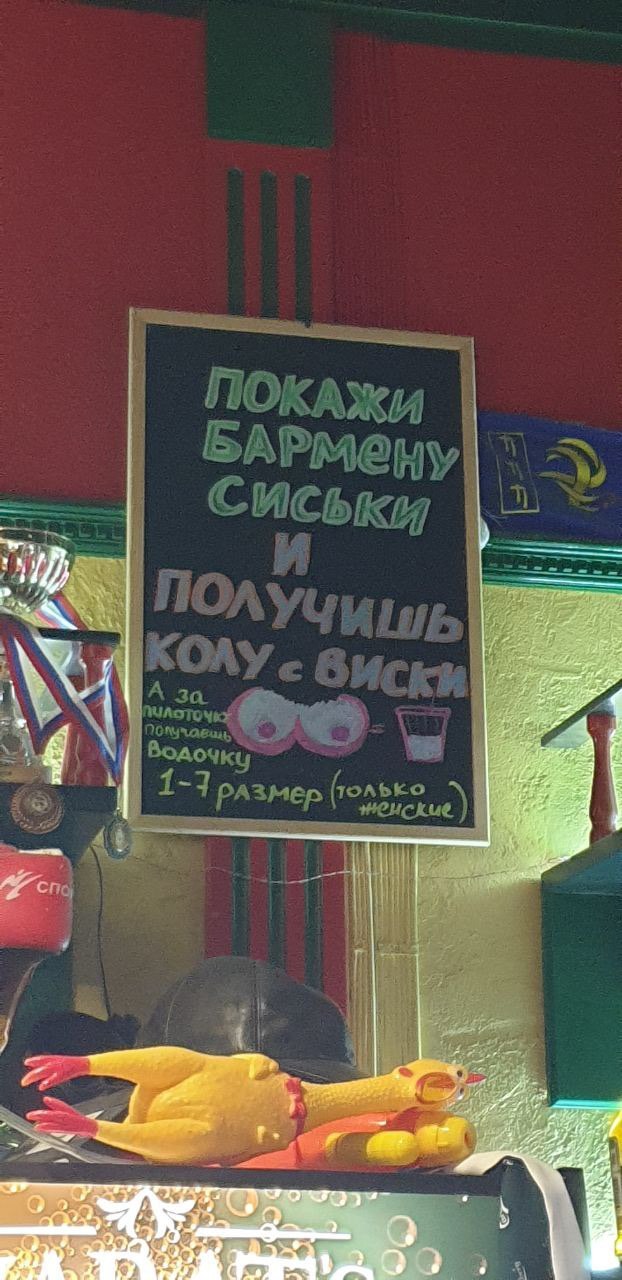 ПОКАЖИ
БАРМЕНУ
СИСЬКИ
И
ПОЛУЧИШЬ
КОЛУ с ВИСКИ
А за
пилоточку
получаешь
водочку
1-7 размер (только
женские)